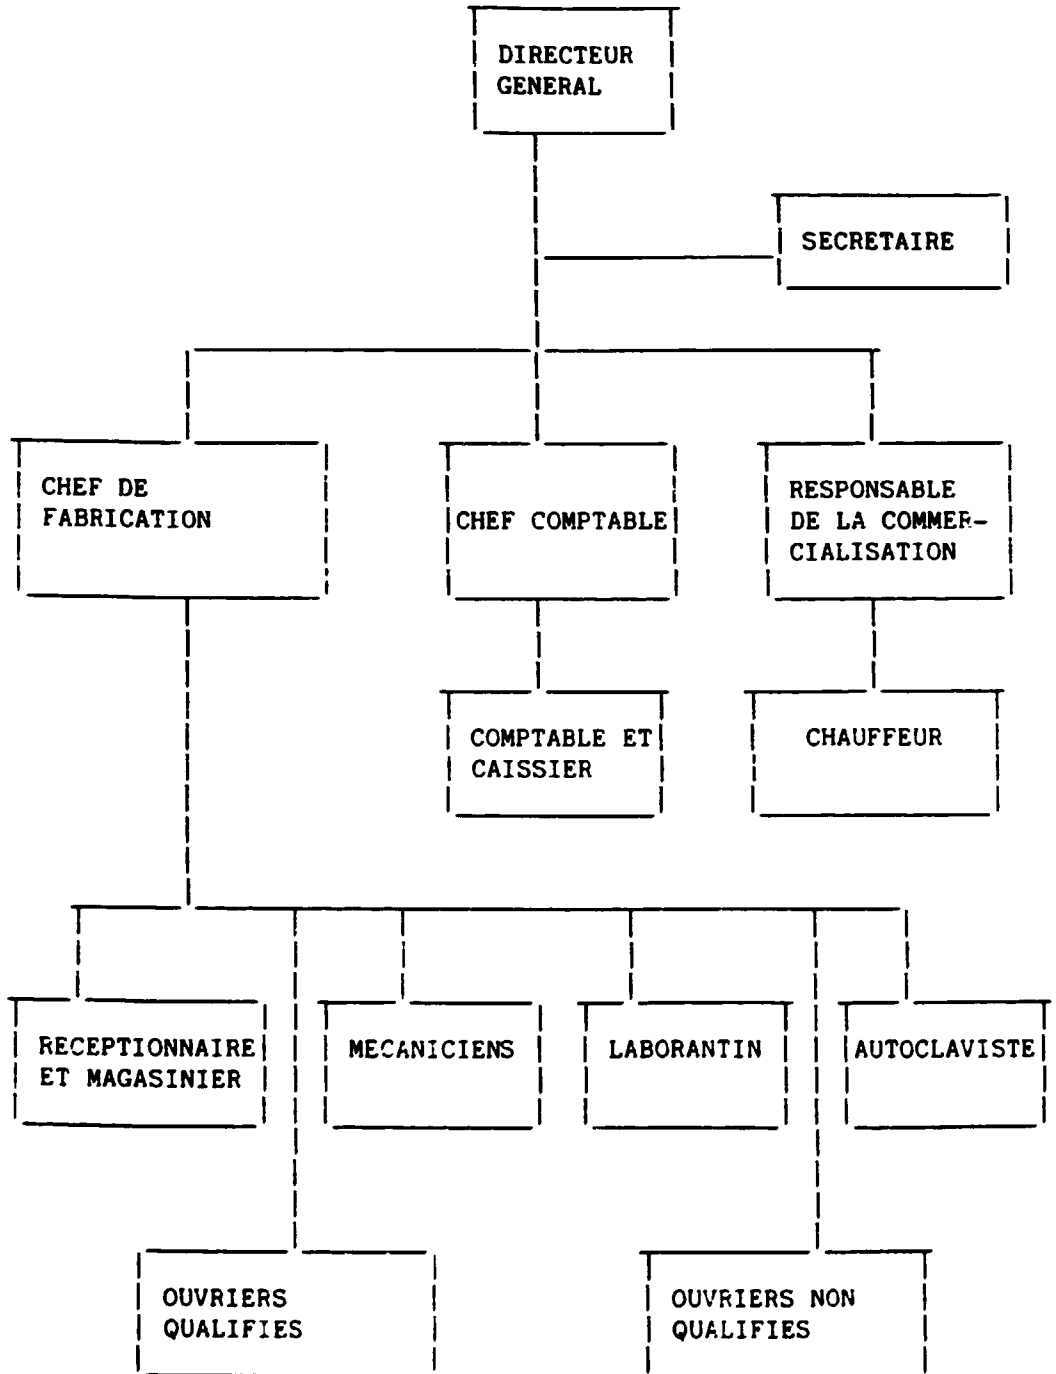 DIRECTEUR
GENERAL
SECRETAIRE
CHEF DE
FABRICATION
CHEF COMPTABLE
RESPONSABLE
DE LA COMMER-
CIALISATION
COMPTABLE ET
CAISSIER
CHAUFFEUR
RECEPTIONNAIRE
ET MAGASINIER
MECANICIENS
LABORANTIN
AUTOCLAVISTE
OUVRIERS
QUALIFIES
OUVRIERS NON
QUALIFIES